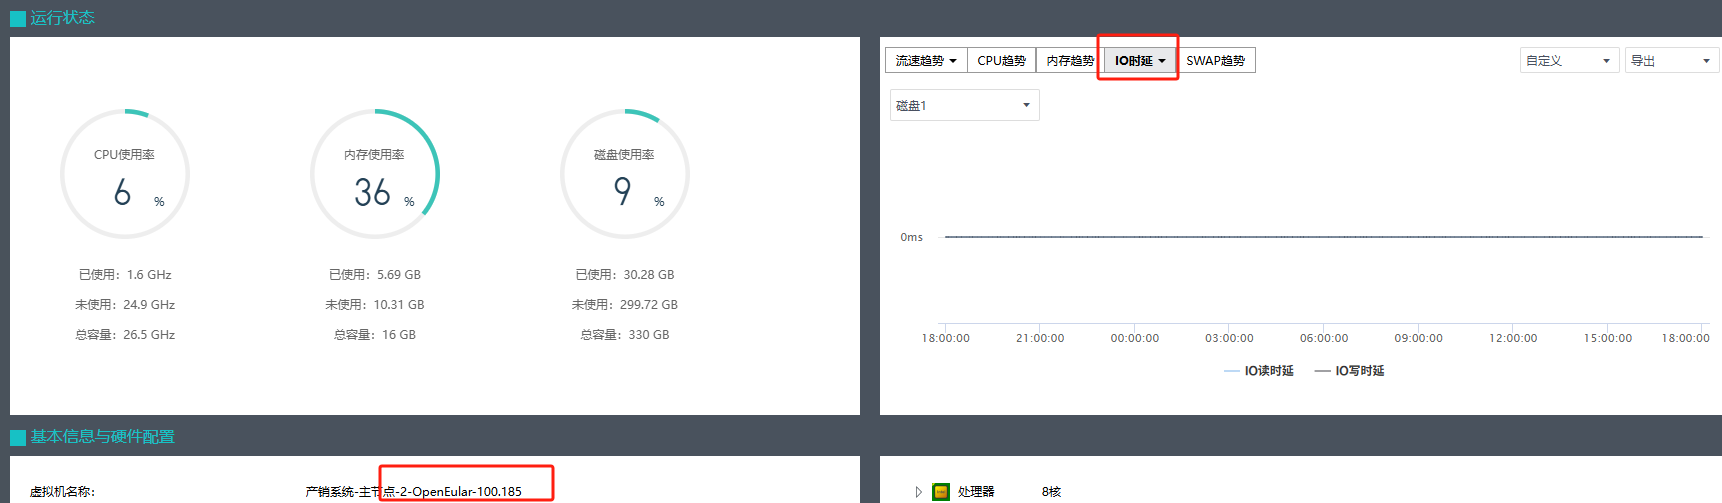 运行状态
流速趋势 CPU趋势 内存趋势 IO时延 SWAP趋势 自定义 导出
磁盘1
CPU使用率 内存使用率 磁盘使用率
6 % 36 % 9 %
0ms
已使用：1.6 GHz 已使用：5.69 GB 已使用：30.28 GB
未使用：24.9 GHz 未使用：10.31 GB 未使用：299.72 GB
总容量：26.5 GHz 总容量：16 GB 总容量：330 GB
18:00:00 21:00:00 00:00:00 03:00:00 06:00:00 09:00:00 12:00:00 15:00:00 18:00:00
IO读时延 IO写时延
基本信息与硬件配置
虚拟机名称： 产销系统-主节点-2-OpenEular-100.185
处理器 8核